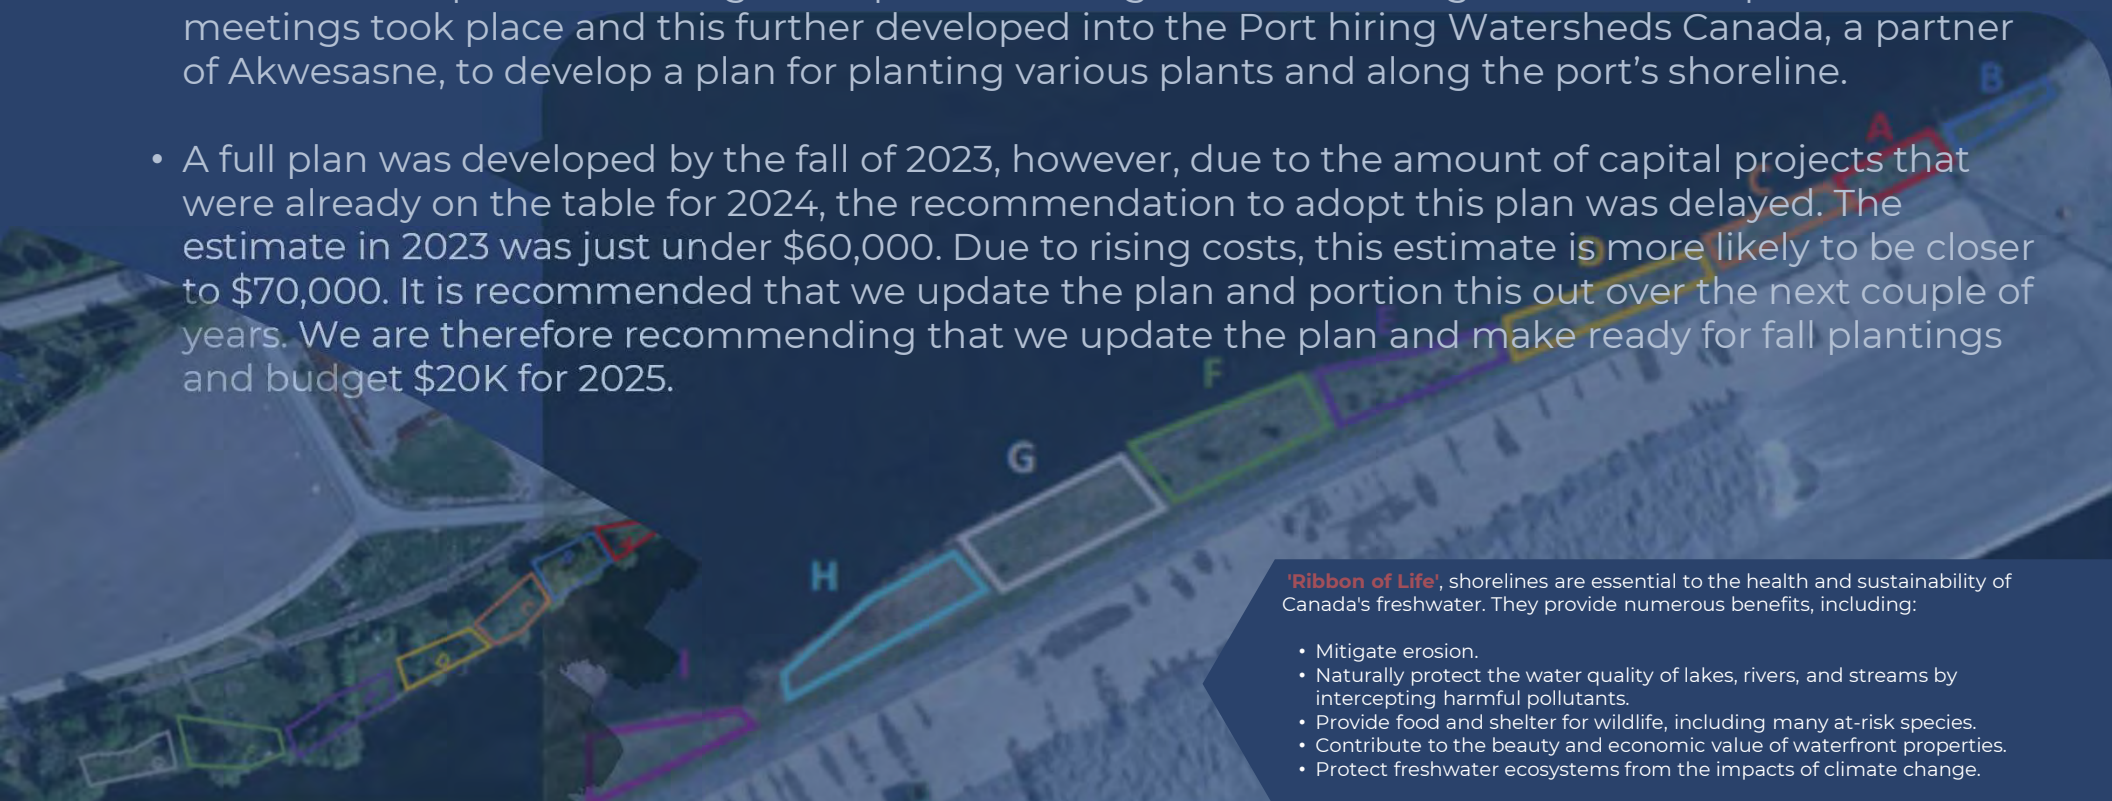 meetings took place and this further developed into the Port hiring Watersheds Canada, a partner
of Akwesasne, to develop a plan for planting various plants and along the port's shoreline.
• A full plan was developed by the fall of 2023, however, due to the amount of capital projects that
were already on the table for 2024, the recommendation to adopt this plan was delayed. The
estimate in 2023 was just under $60,000. Due to rising costs, this estimate is more likely to be closer
to $70,000. It is recommended that we update the plan and portion this out over the next couple of
years. We are therefore recommending that we update the plan and make ready for fall plantings
and budget $20K for 2025.
B
A
C
D
E
F
G
H
I
'Ribbon of Life', shorelines are essential to the health and sustainability of
Canada's freshwater. They provide numerous benefits, including:
• Mitigate erosion.
• Naturally protect the water quality of lakes, rivers, and streams by
intercepting harmful pollutants.
• Provide food and shelter for wildlife, including many at-risk species.
• Contribute to the beauty and economic value of waterfront properties.
• Protect freshwater ecosystems from the impacts of climate change.